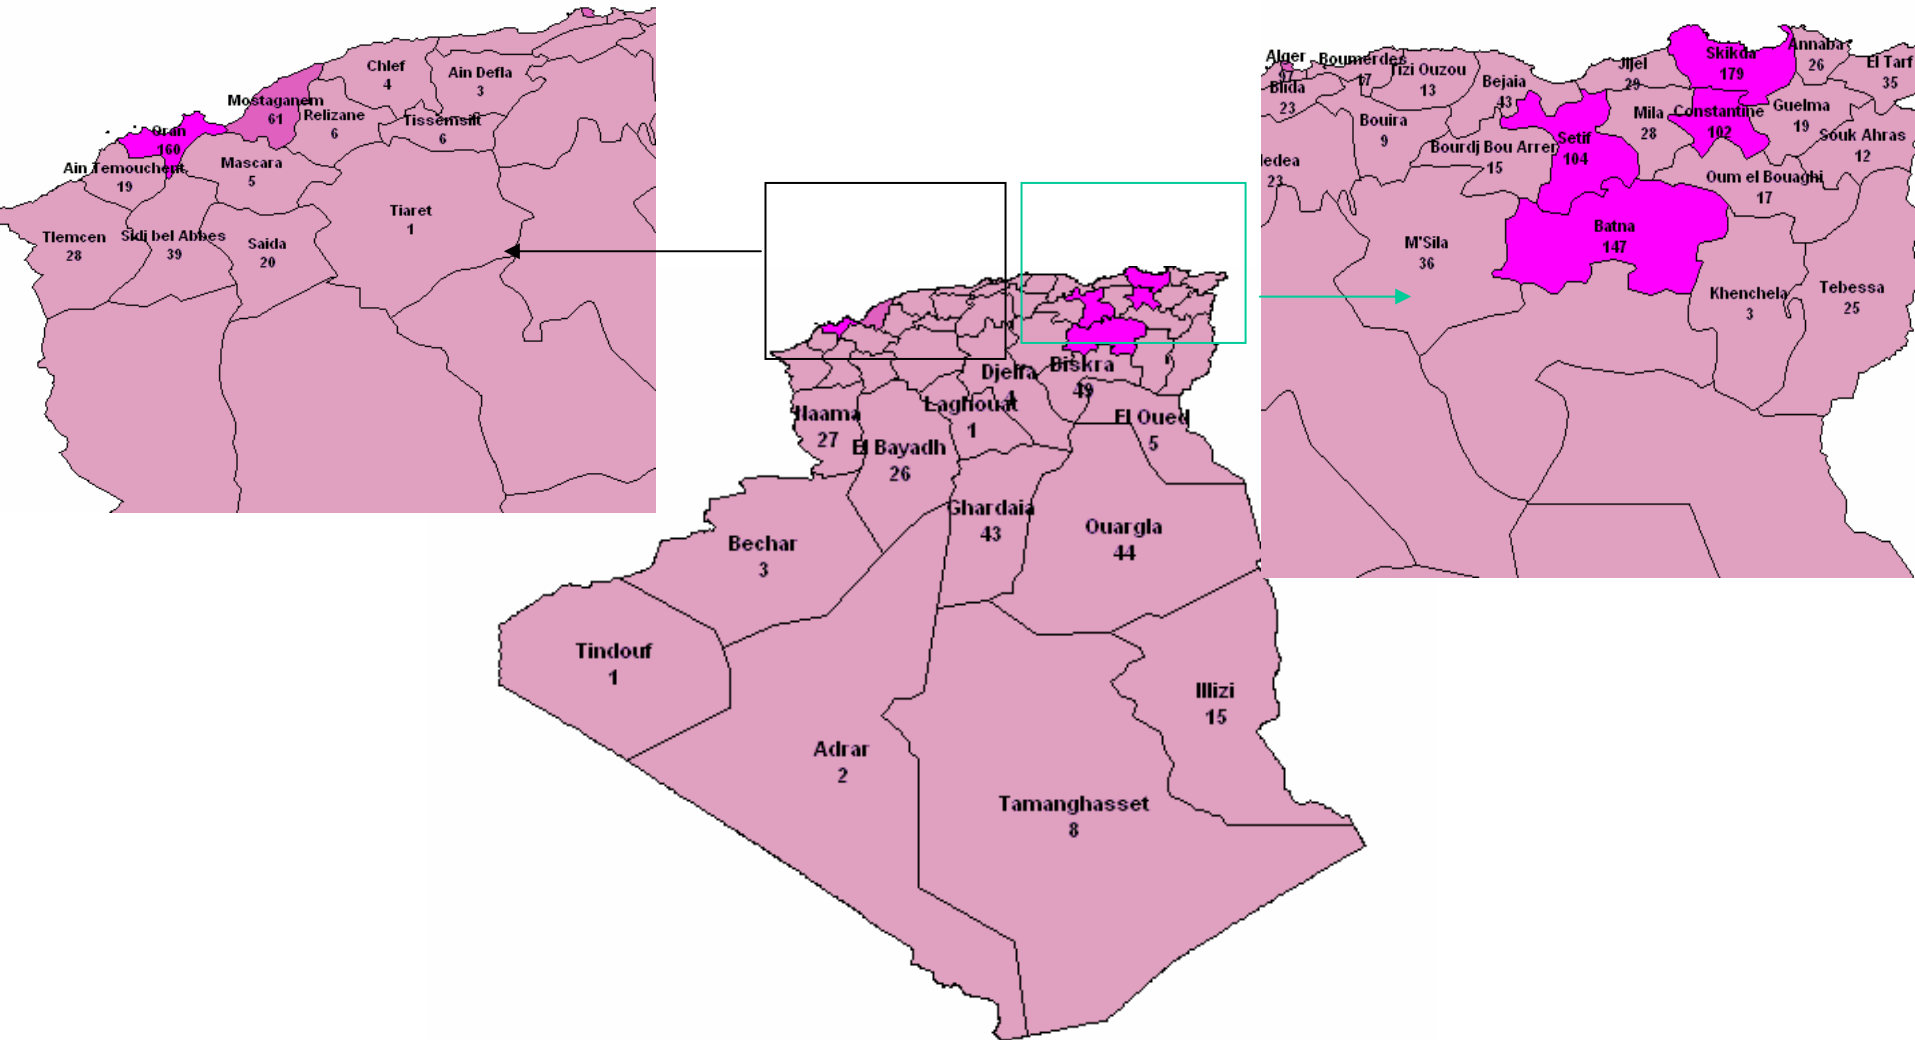 Chlef
4
Ain Defla
3
Mostaganem
61
Relizane
6
Tissemsilt
6
Oran
160
Ain Temouchent
19
Mascara
5
Tiaret
1
Tlemcen
28
Sidi bel Abbes
39
Saida
20
Alger
97
Boumerdes
17
Tizi Ouzou
13
Blida
23
Bejaia
43
Jijel
29
Skikda
179
Annaba
26
El Tarf
35
Bouira
9
Mila
28
Constantine
102
Guelma
19
Souk Ahras
12
Bourdj Bou Arrer
15
Setif
104
edea
23
Oum el Bouaghi
17
M'Sila
36
Batna
147
Khenchela
3
Tebessa
25
Djelfa
4
Biskra
49
Naama
27
Laghouat
1
El Oued
5
El Bayadh
26
Ghardaia
43
Ouargla
44
Bechar
3
Tindouf
1
Illizi
15
Adrar
2
Tamanghasset
8